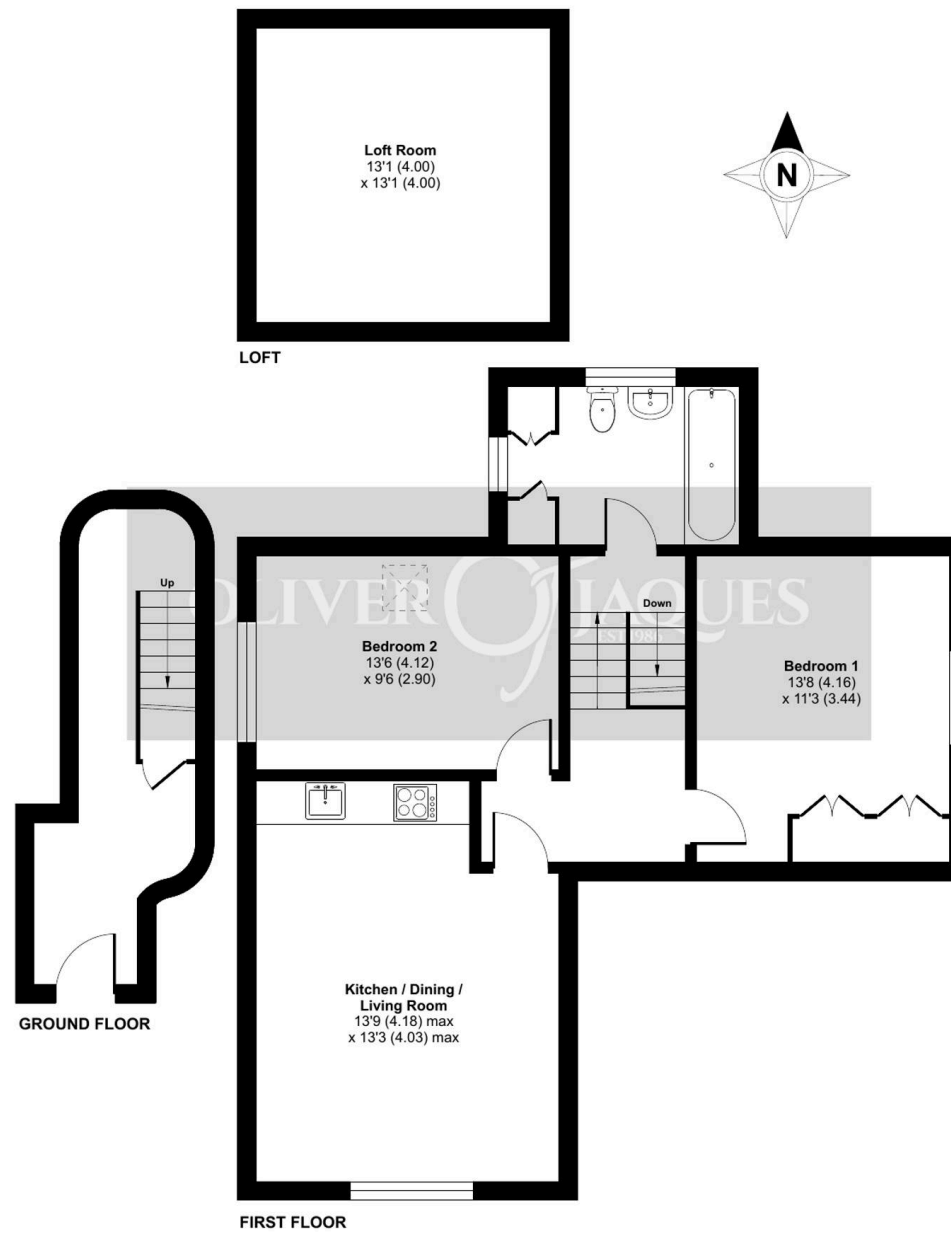 Loft Room
13'1 (4.00)
x 13'1 (4.00)
N
LOFT
Up
OLIVER JAQUES
EST 1986
Down
Bedroom 2
13'6 (4.12)
x 9'6 (2.90)
Bedroom 1
13'8 (4.16)
x 11'3 (3.44)
Kitchen / Dining /
Living Room
13'9 (4.18) max
x 13'3 (4.03) max
GROUND FLOOR
FIRST FLOOR